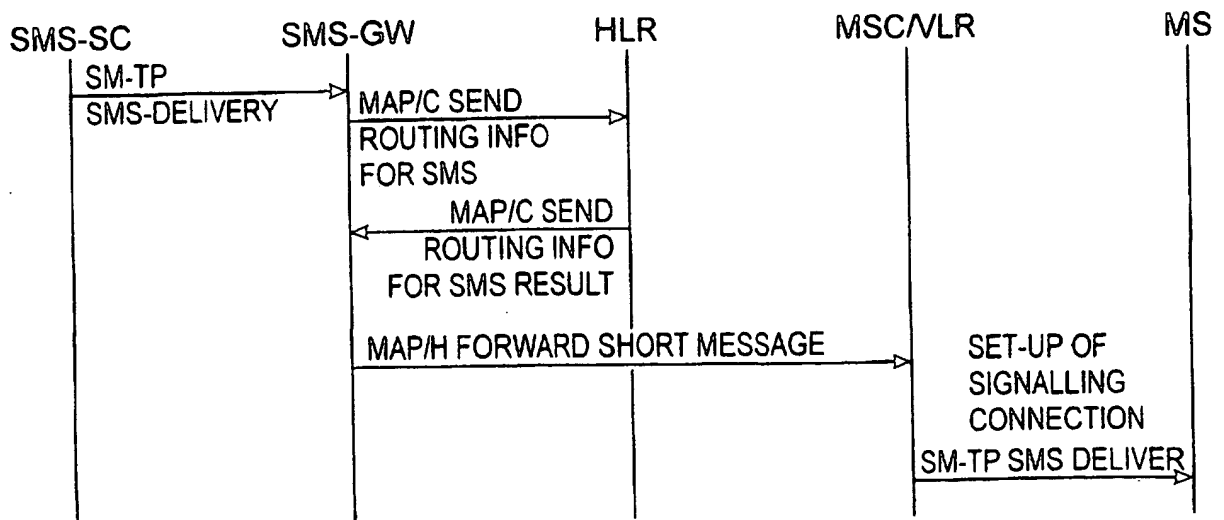 SMS-SC SMS-GW HLR MSC/VLR MS
SM-TP
SMS-DELIVERY
MAP/C SEND
ROUTING INFO
FOR SMS
MAP/C SEND
ROUTING INFO
FOR SMS RESULT
MAP/H FORWARD SHORT MESSAGE
SET-UP OF
SIGNALLING
CONNECTION
SM-TP SMS DELIVER